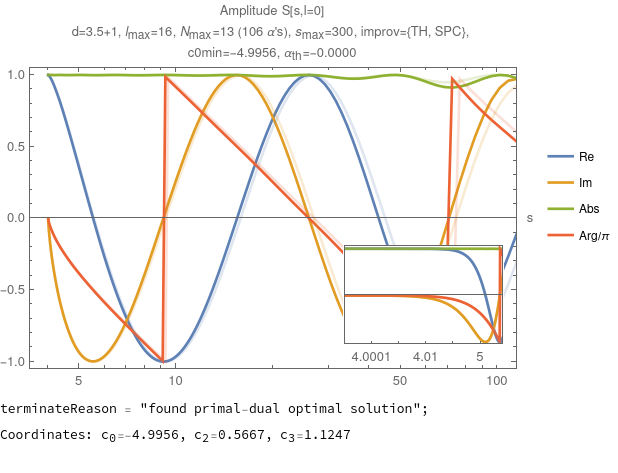 Amplitude S[s,l=0]
d=3.5+1, lmax=16, Nmax=13 (106 α's), smax=300, improv={TH, SPC},
c0min=−4.9956, αth=−0.0000
1.0
0.5
0.0
−0.5
−1.0
s
Re
Im
Abs
Arg/π
4.0001 4.01 5
5 10 50 100
terminateReason = "found primal-dual optimal solution";
Coordinates: c0=−4.9956, c2=0.5667, c3=1.1247